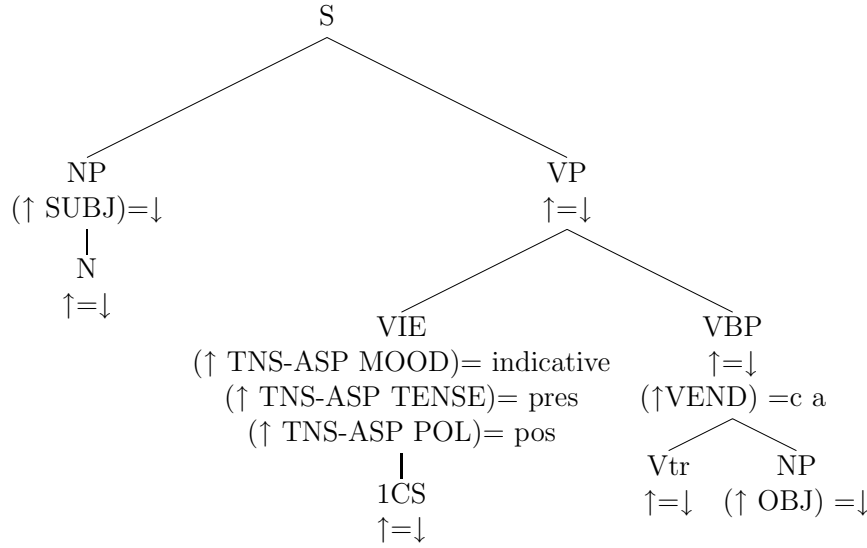 S
NP
VP
(↑ SUBJ)=↓
↑=↓
N
↑=↓
VIE
VBP
(↑ TNS-ASP MOOD)= indicative
↑=↓
(↑ TNS-ASP TENSE)= pres
(↑VEND) =c a
(↑ TNS-ASP POL)= pos
Vtr
NP
1CS
↑=↓
(↑ OBJ) =↓
↑=↓